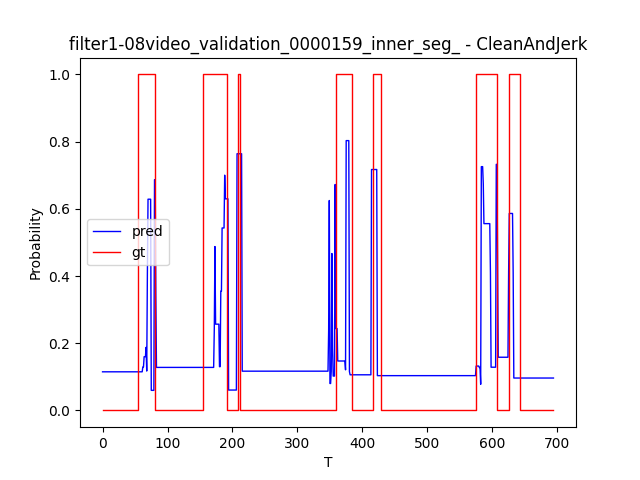 filter1-08video_validation_0000159_inner_seg_ - CleanAndJerk
1.0
0.8
0.6
0.4
0.2
0.0
Probability
pred
gt
0 100 200 300 400 500 600 700
T